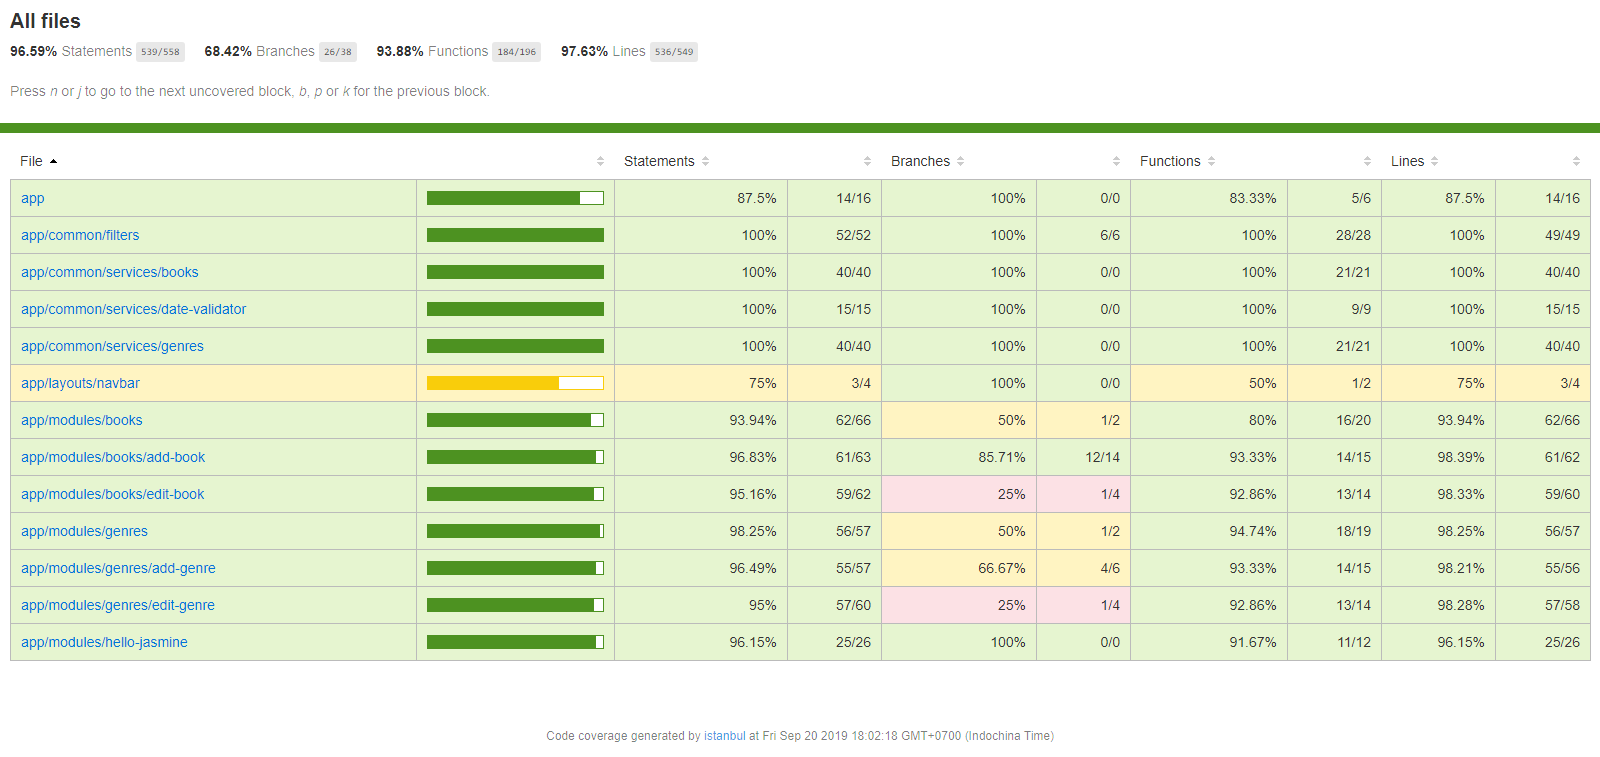 All files
96.59% Statements 539/558 68.42% Branches 26/38 93.88% Functions 184/196 97.63% Lines 536/549
Press n or j to go to the next uncovered block, b, p or k for the previous block.
File Statements Branches Functions Lines
app 87.5% 14/16 100% 0/0 83.33% 5/6 87.5% 14/16
app/common/filters 100% 52/52 100% 6/6 100% 28/28 100% 49/49
app/common/services/books 100% 40/40 100% 0/0 100% 21/21 100% 40/40
app/common/services/date-validator 100% 15/15 100% 0/0 100% 9/9 100% 15/15
app/common/services/genres 100% 40/40 100% 0/0 100% 21/21 100% 40/40
app/layouts/navbar 75% 3/4 100% 0/0 50% 1/2 75% 3/4
app/modules/books 93.94% 62/66 50% 1/2 80% 16/20 93.94% 62/66
app/modules/books/add-book 96.83% 61/63 85.71% 12/14 93.33% 14/15 98.39% 61/62
app/modules/books/edit-book 95.16% 59/62 25% 1/4 92.86% 13/14 98.33% 59/60
app/modules/genres 98.25% 56/57 50% 1/2 94.74% 18/19 98.25% 56/57
app/modules/genres/add-genre 96.49% 55/57 66.67% 4/6 93.33% 14/15 98.21% 55/56
app/modules/genres/edit-genre 95% 57/60 25% 1/4 92.86% 13/14 98.28% 57/58
app/modules/hello-jasmine 96.15% 25/26 100% 0/0 91.67% 11/12 96.15% 25/26
Code coverage generated by istanbul at Fri Sep 20 2019 18:02:18 GMT+0700 (Indochina Time)